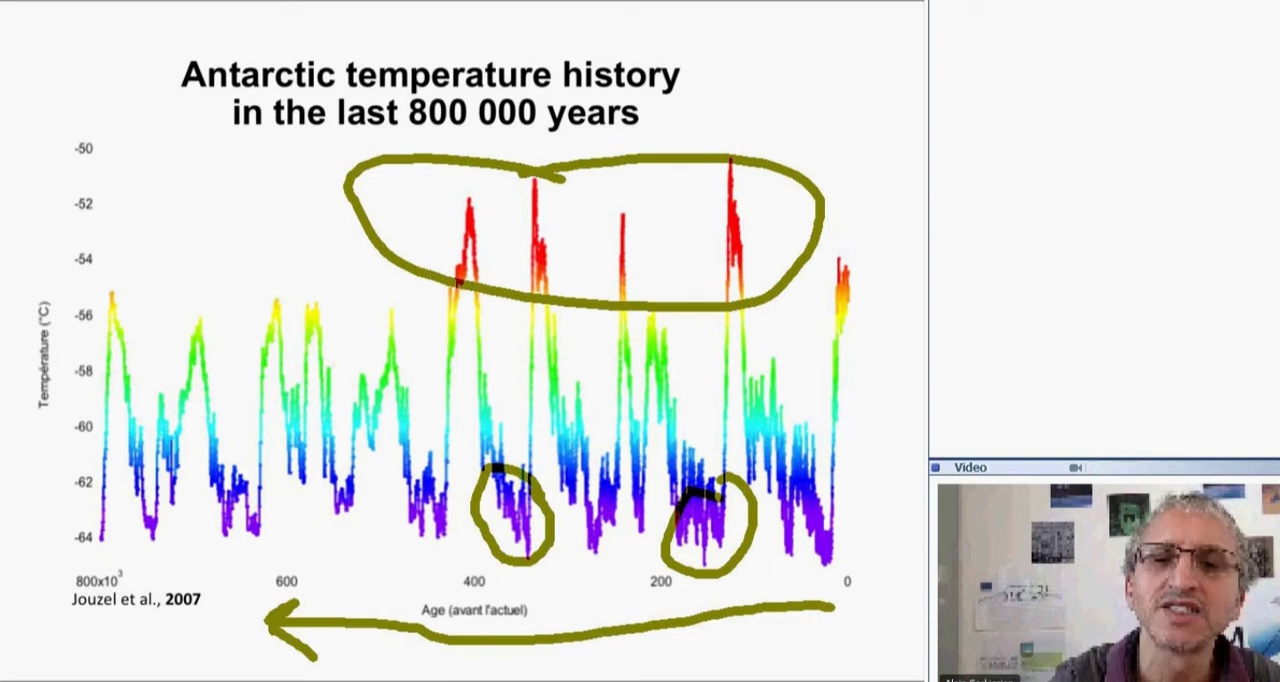 Antarctic temperature history
in the last 800 000 years
-50
-52
-54
-56
-58
-60
-62
-64
Température (°C)
800x10³ 600 400 200 0
Jouzel et al., 2007
Age (avant l'actuel)
Video